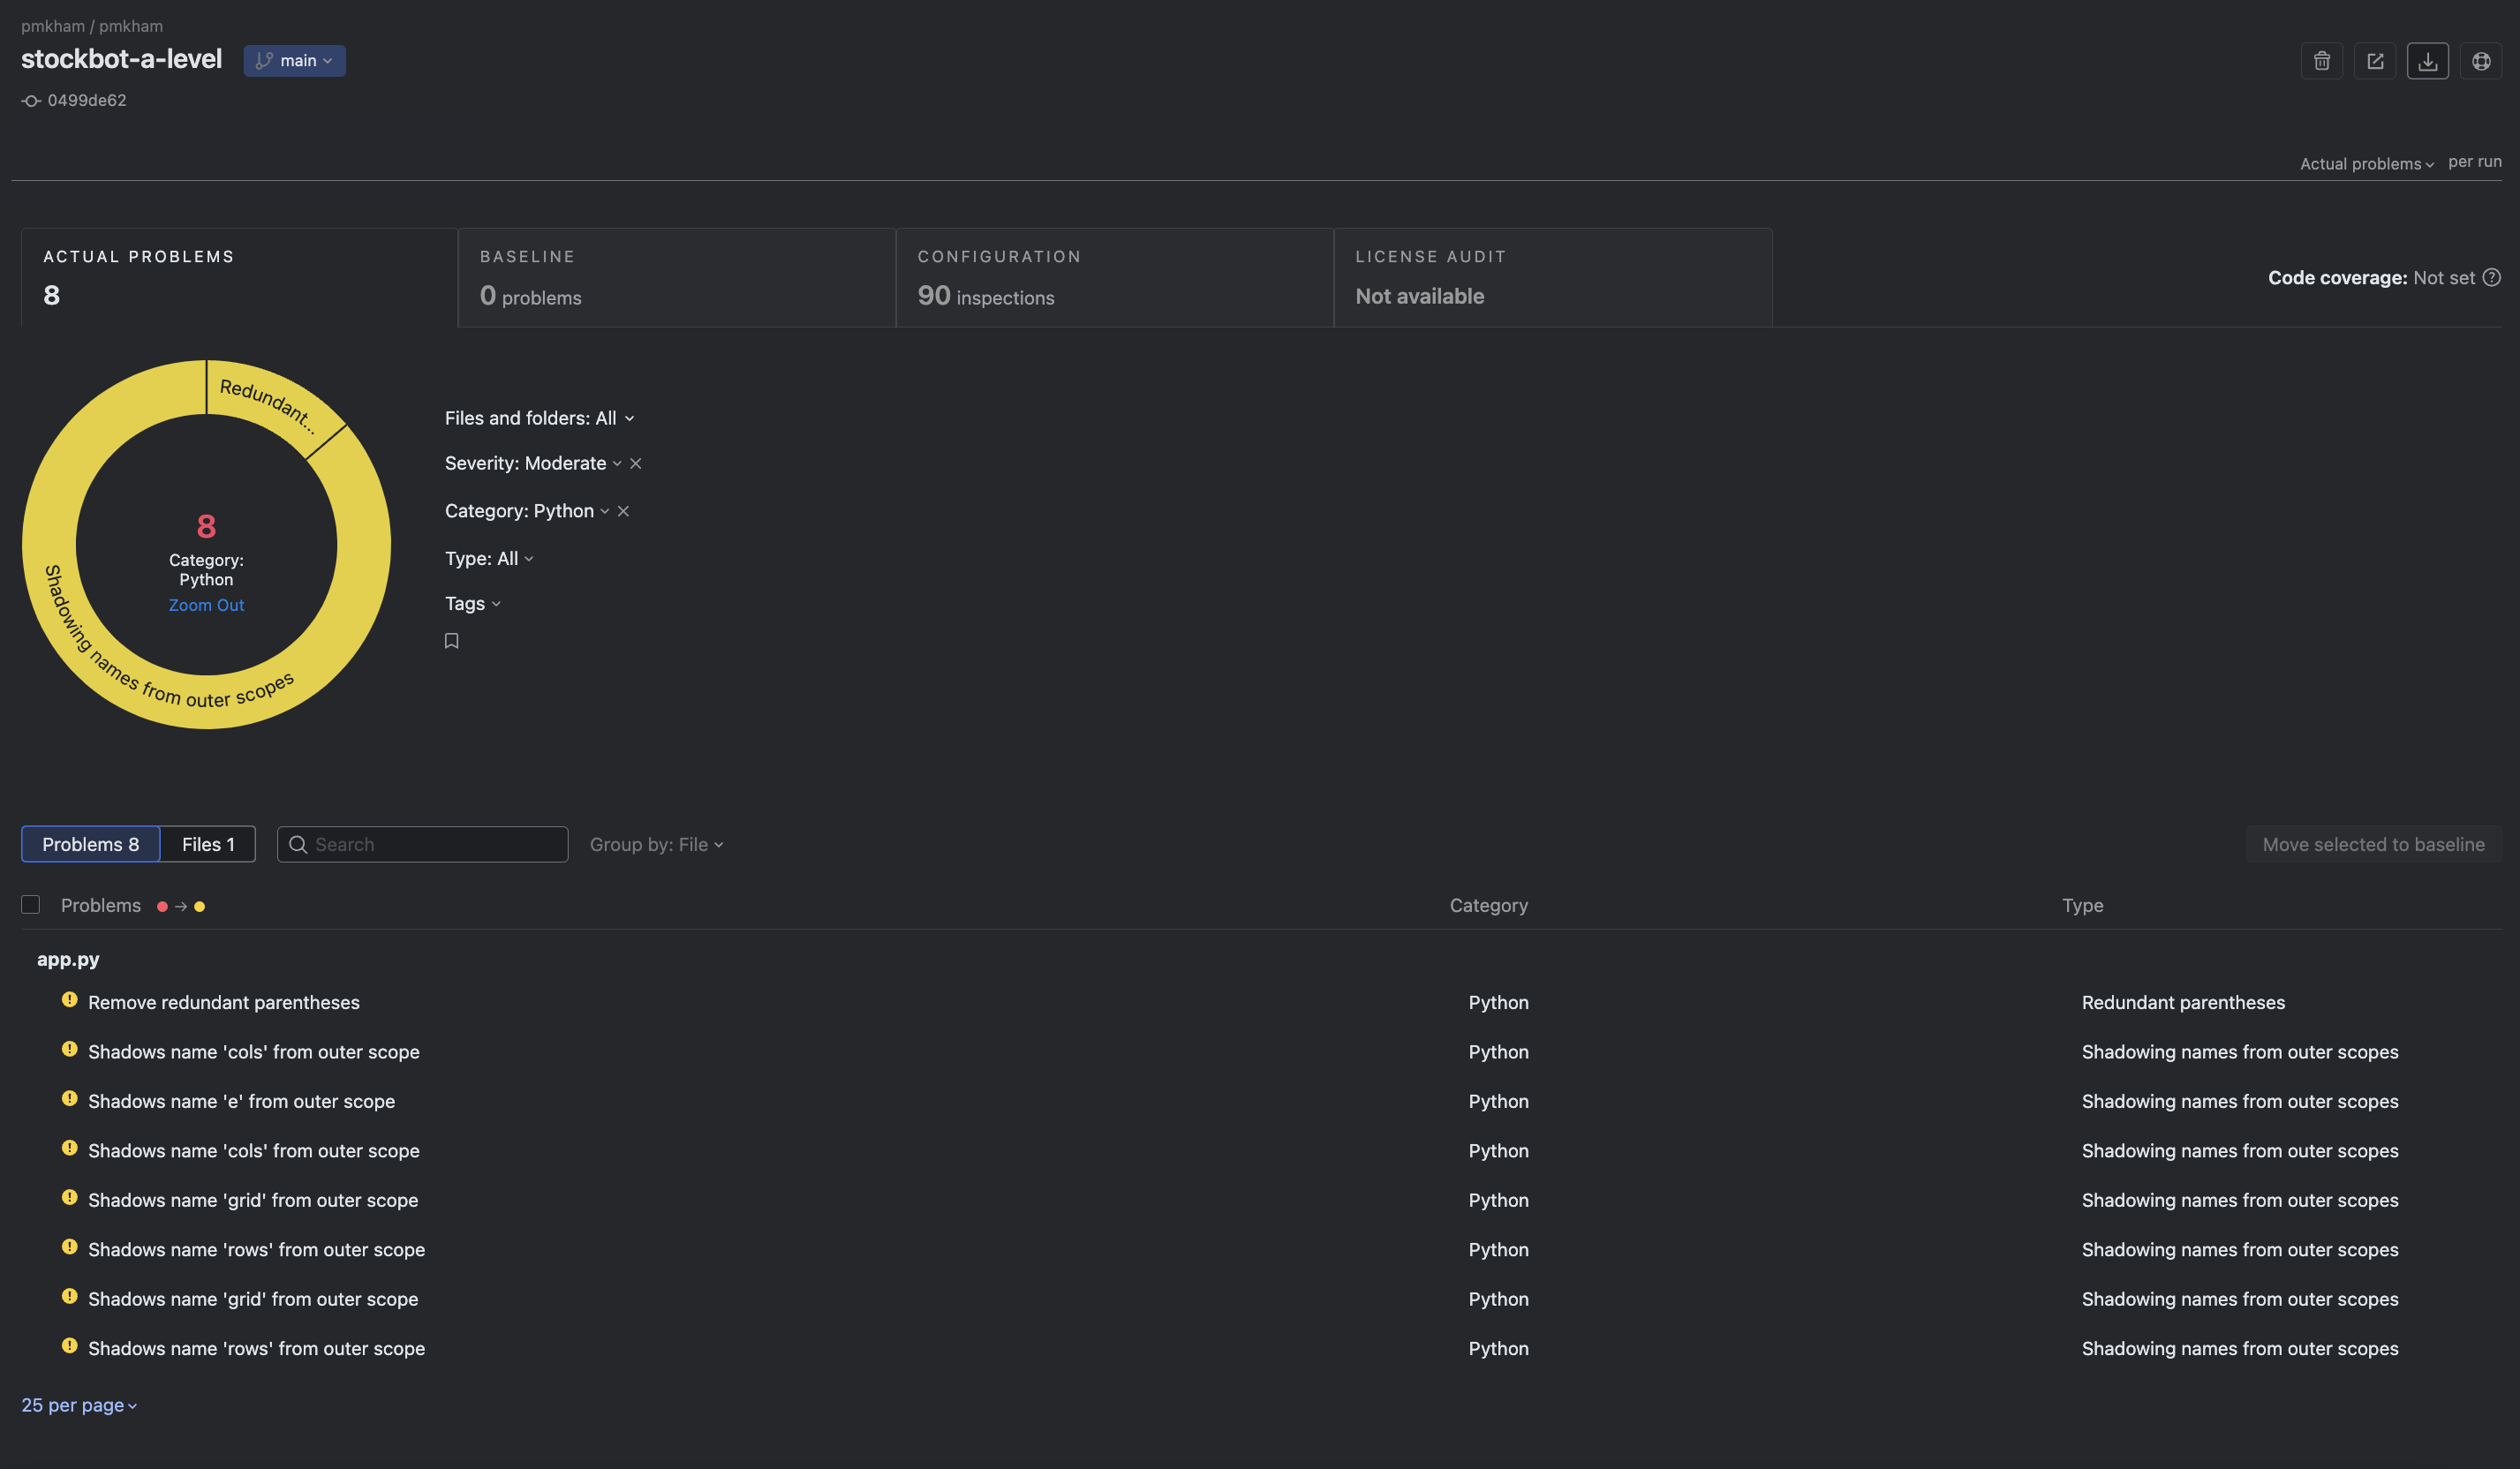 pmkham / pmkham
stockbot-a-level
main
0499de62
Actual problems per run
ACTUAL PROBLEMS
8
BASELINE
0 problems
CONFIGURATION
90 inspections
LICENSE AUDIT
Not available
Code coverage: Not set ?
Redundant...
Shadowing names from outer scopes
8
Category:
Python
Zoom Out
Files and folders: All
Severity: Moderate
Category: Python
Type: All
Tags
Problems 8
Files 1
Search
Group by: File
Move selected to baseline
Problems Category Type
app.py
Remove redundant parentheses Python Redundant parentheses
Shadows name 'cols' from outer scope Python Shadowing names from outer scopes
Shadows name 'e' from outer scope Python Shadowing names from outer scopes
Shadows name 'cols' from outer scope Python Shadowing names from outer scopes
Shadows name 'grid' from outer scope Python Shadowing names from outer scopes
Shadows name 'rows' from outer scope Python Shadowing names from outer scopes
Shadows name 'grid' from outer scope Python Shadowing names from outer scopes
Shadows name 'rows' from outer scope Python Shadowing names from outer scopes
25 per page